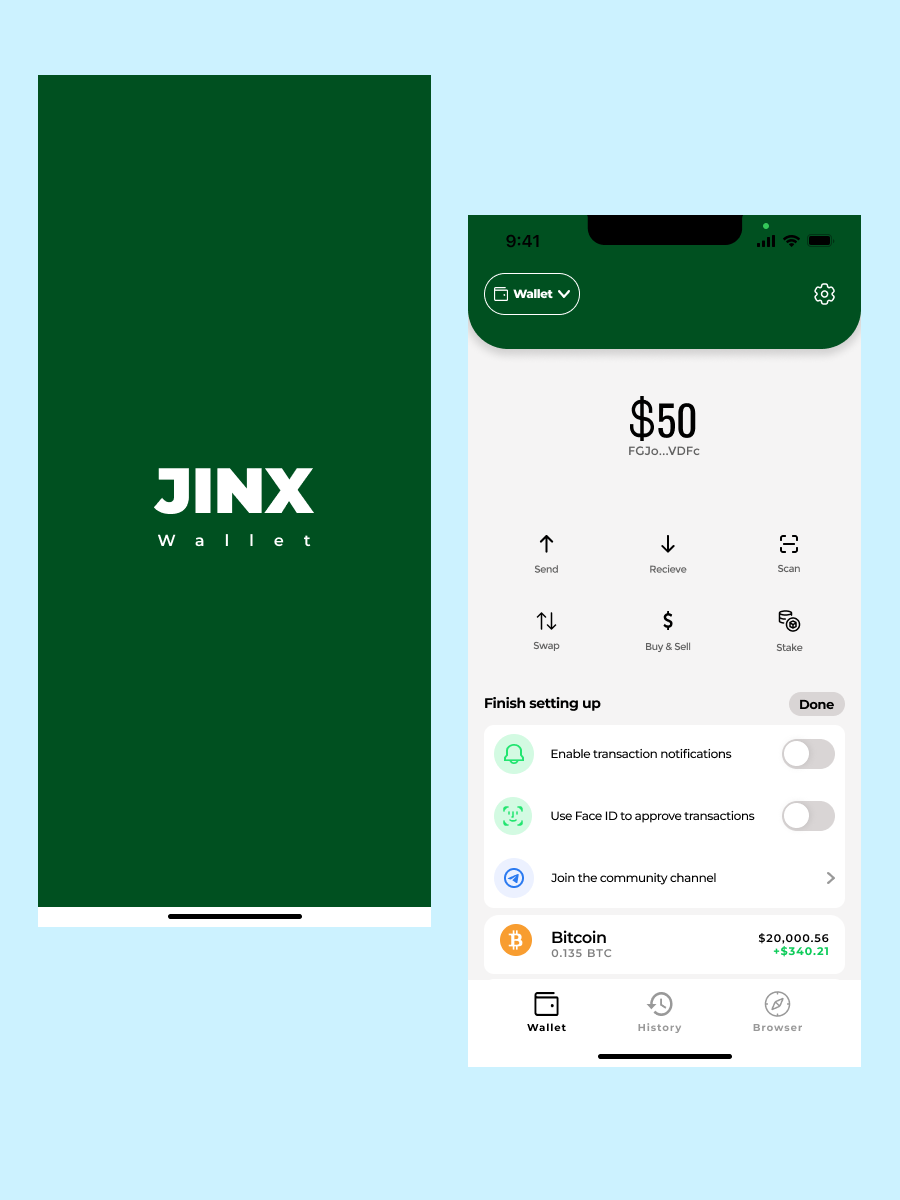 JINX
Wallet
9:41
Wallet
$50
FGJo...VDFc
Send
Recieve
Scan
Swap
Buy & Sell
Stake
Finish setting up
Done
Enable transaction notifications
Use Face ID to approve transactions
Join the community channel
Bitcoin
$20,000.56
0.135 BTC
+$340.21
Wallet
History
Browser